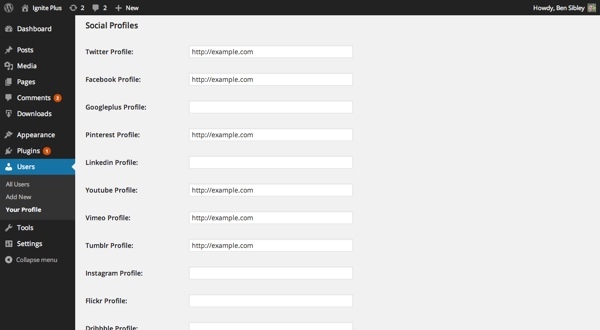 Ignite Plus 2 2 New Howdy, Ben Sibley
Dashboard
Posts
Media
Pages
Comments 2
Downloads
Appearance
Plugins 1
Users
All Users
Add New
Your Profile
Tools
Settings
Collapse menu
Social Profiles
Twitter Profile: http://example.com
Facebook Profile: http://example.com
Googleplus Profile:
Pinterest Profile: http://example.com
Linkedin Profile:
Youtube Profile: http://example.com
Vimeo Profile: http://example.com
Tumblr Profile: http://example.com
Instagram Profile:
Flickr Profile:
Dribbble Profile: